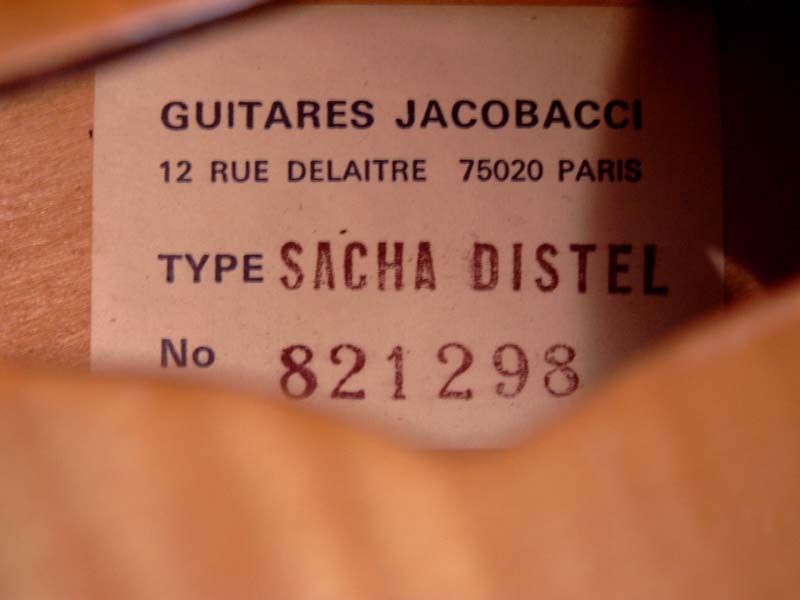 GUITARES JACOBACCI
12 RUE DELAITRE 75020 PARIS
TYPE SACHA DISTEL
No 821298